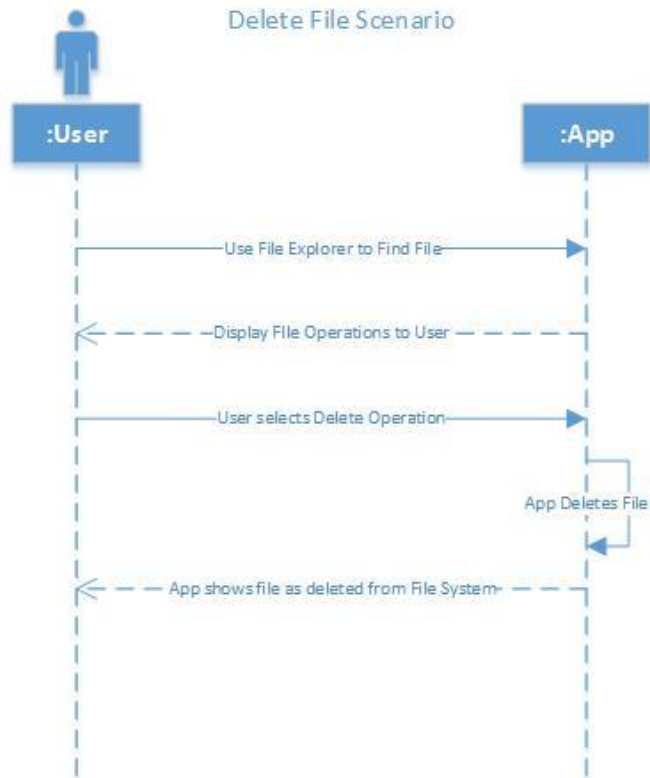 Delete File Scenario
:User
:App
Use File Explorer to Find File
Display FIle Operations to User
User selects Delete Operation
App Deletes File
App shows file as deleted from File System